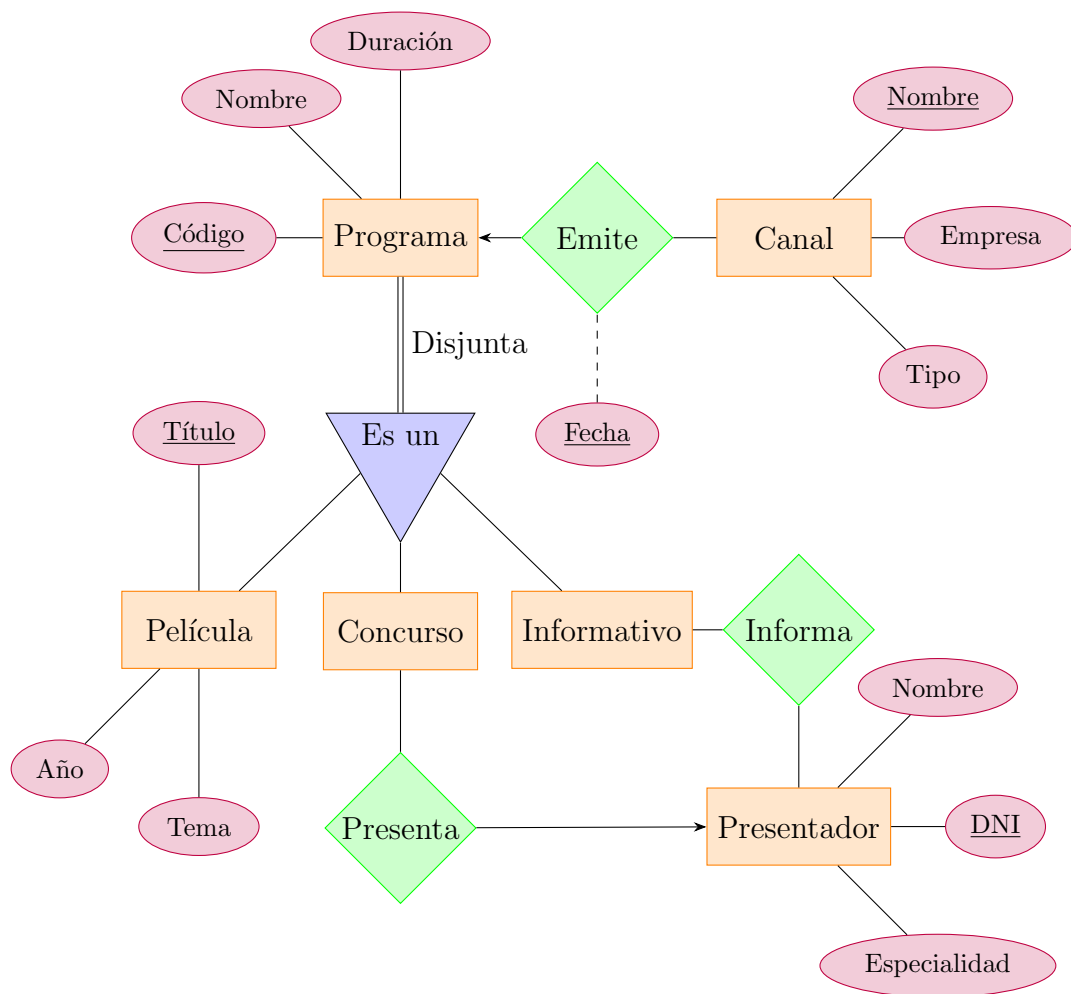 Duración
Nombre
Nombre
Código
Programa
Emite
Canal
Empresa
Disjunta
Tipo
Título
Es un
Fecha
Película
Concurso
Informativo
Informa
Nombre
Año
Tema
Presenta
Presentador
DNI
Especialidad